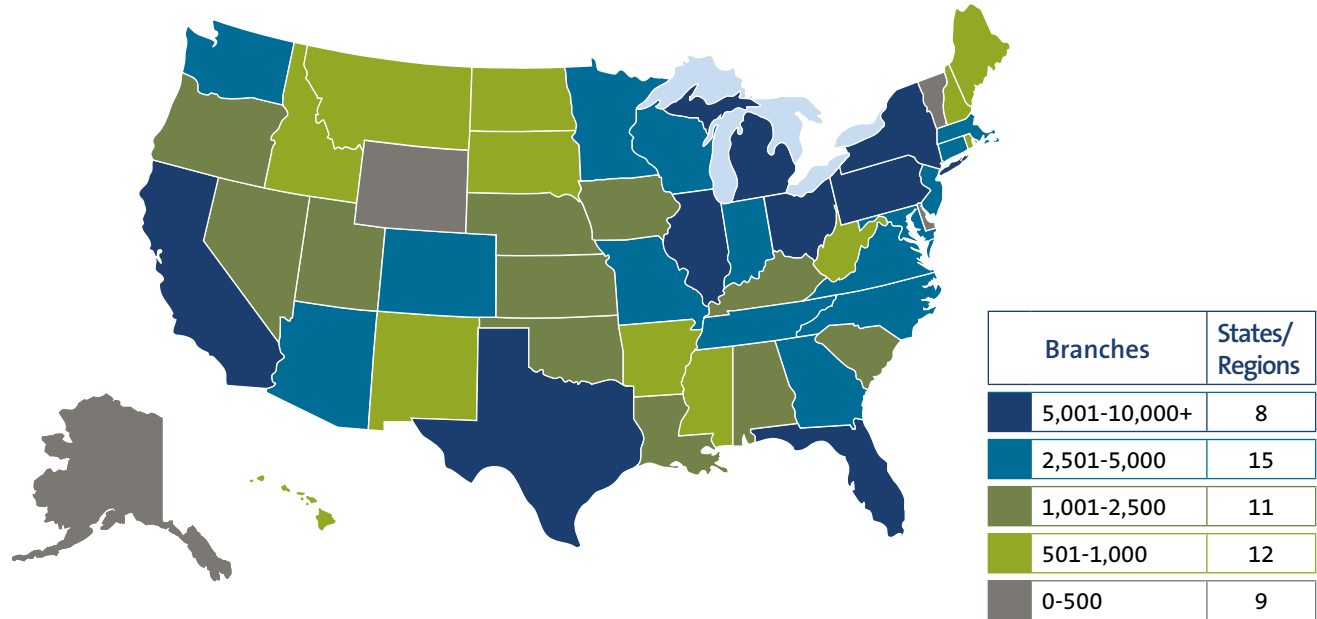 Branches States/
Regions
5,001-10,000+ 8
2,501-5,000 15
1,001-2,500 11
501-1,000 12
0-500 9